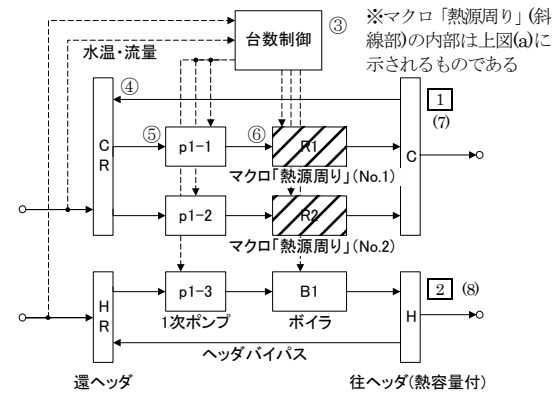 台数制御
③
※マクロ「熱源周り」(斜
線部)の内部は上図(a)に
示されるものである
水温・流量
④
1
(7)
⑤
⑥
CR
p1-1
R1
C
マクロ「熱源周り」(No.1)
p1-2
R2
マクロ「熱源周り」(No.2)
HR
p1-3
B1
H
2
(8)
1次ポンプ
ボイラ
ヘッダバイパス
還ヘッダ
往ヘッダ(熱容量付)